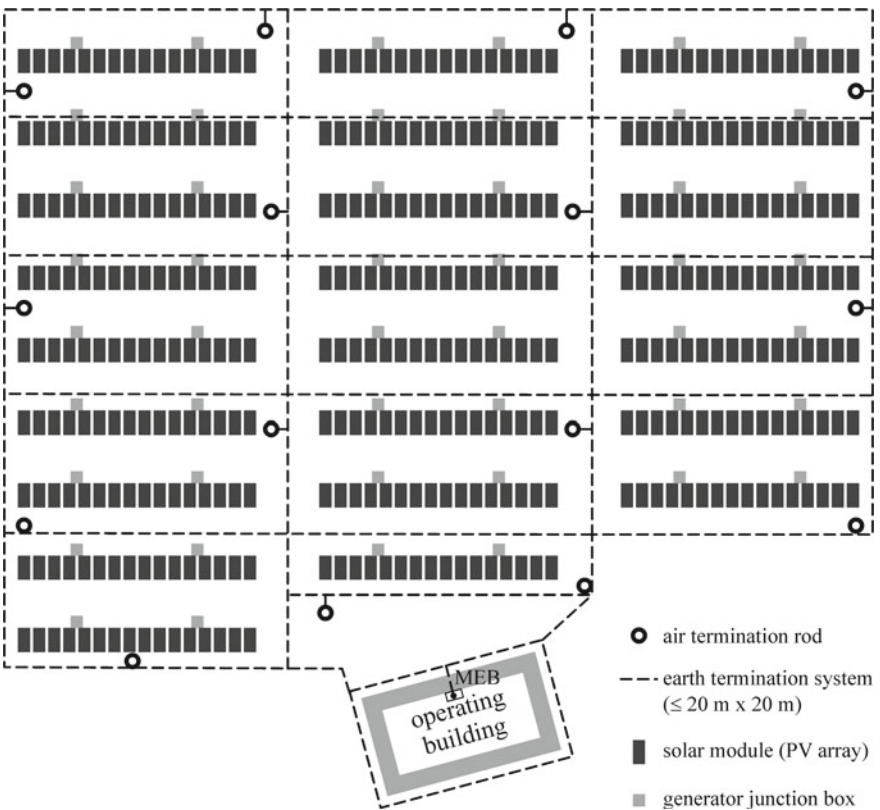 MEB
operating
building
air termination rod
earth termination system
(≤ 20 m x 20 m)
solar module (PV array)
generator junction box